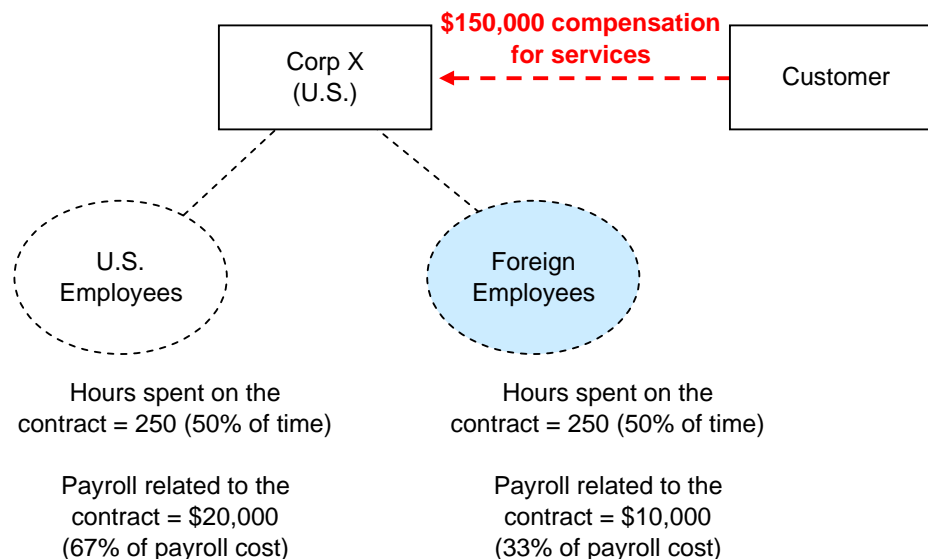 $150,000 compensation
for services
Corp X
(U.S.)
Customer
U.S.
Employees
Foreign
Employees
Hours spent on the
contract = 250 (50% of time)
Hours spent on the
contract = 250 (50% of time)
Payroll related to the
contract = $20,000
(67% of payroll cost)
Payroll related to the
contract = $10,000
(33% of payroll cost)